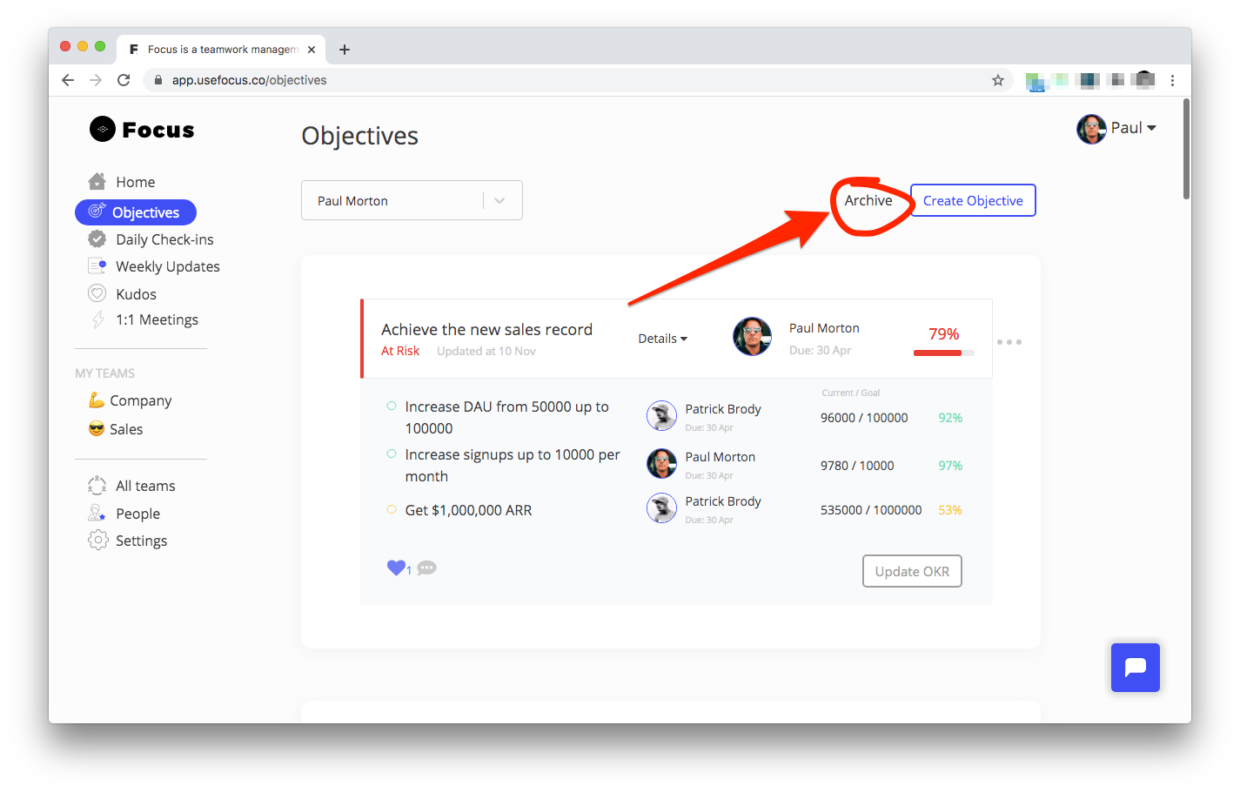 F Focus is a teamwork managem
app.usefocus.co/objectives
Focus
Objectives
Paul
Home
Objectives
Daily Check-ins
Weekly Updates
Kudos
1:1 Meetings
MY TEAMS
Company
Sales
All teams
People
Settings
Paul Morton
Archive
Create Objective
Achieve the new sales record
At Risk Updated at 10 Nov
Details
Paul Morton
Due: 30 Apr
79%
Current / Goal
Increase DAU from 50000 up to
100000
Patrick Brody
Due: 30 Apr
96000 / 100000 92%
Increase signups up to 10000 per
month
Paul Morton
Due: 30 Apr
9780 / 10000 97%
Get $1,000,000 ARR
Patrick Brody
Due: 30 Apr
535000 / 1000000 53%
1
Update OKR